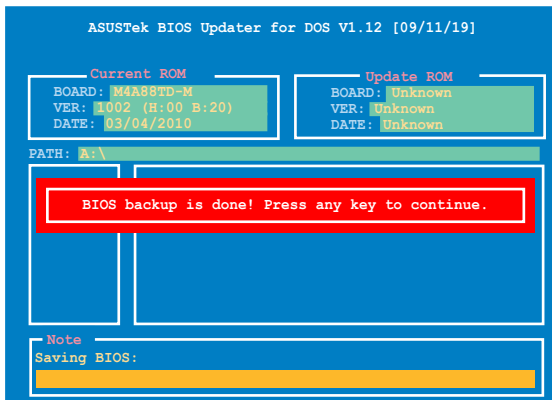 ASUSTek BIOS Updater for DOS V1.12 [09/11/19]
Current ROM
BOARD: M4A88TD-M
VER: 1002 (H:00 B:20)
DATE: 03/04/2010
Update ROM
BOARD: Unknown
VER: Unknown
DATE: Unknown
PATH: A:\
BIOS backup is done! Press any key to continue.
Note
Saving BIOS: